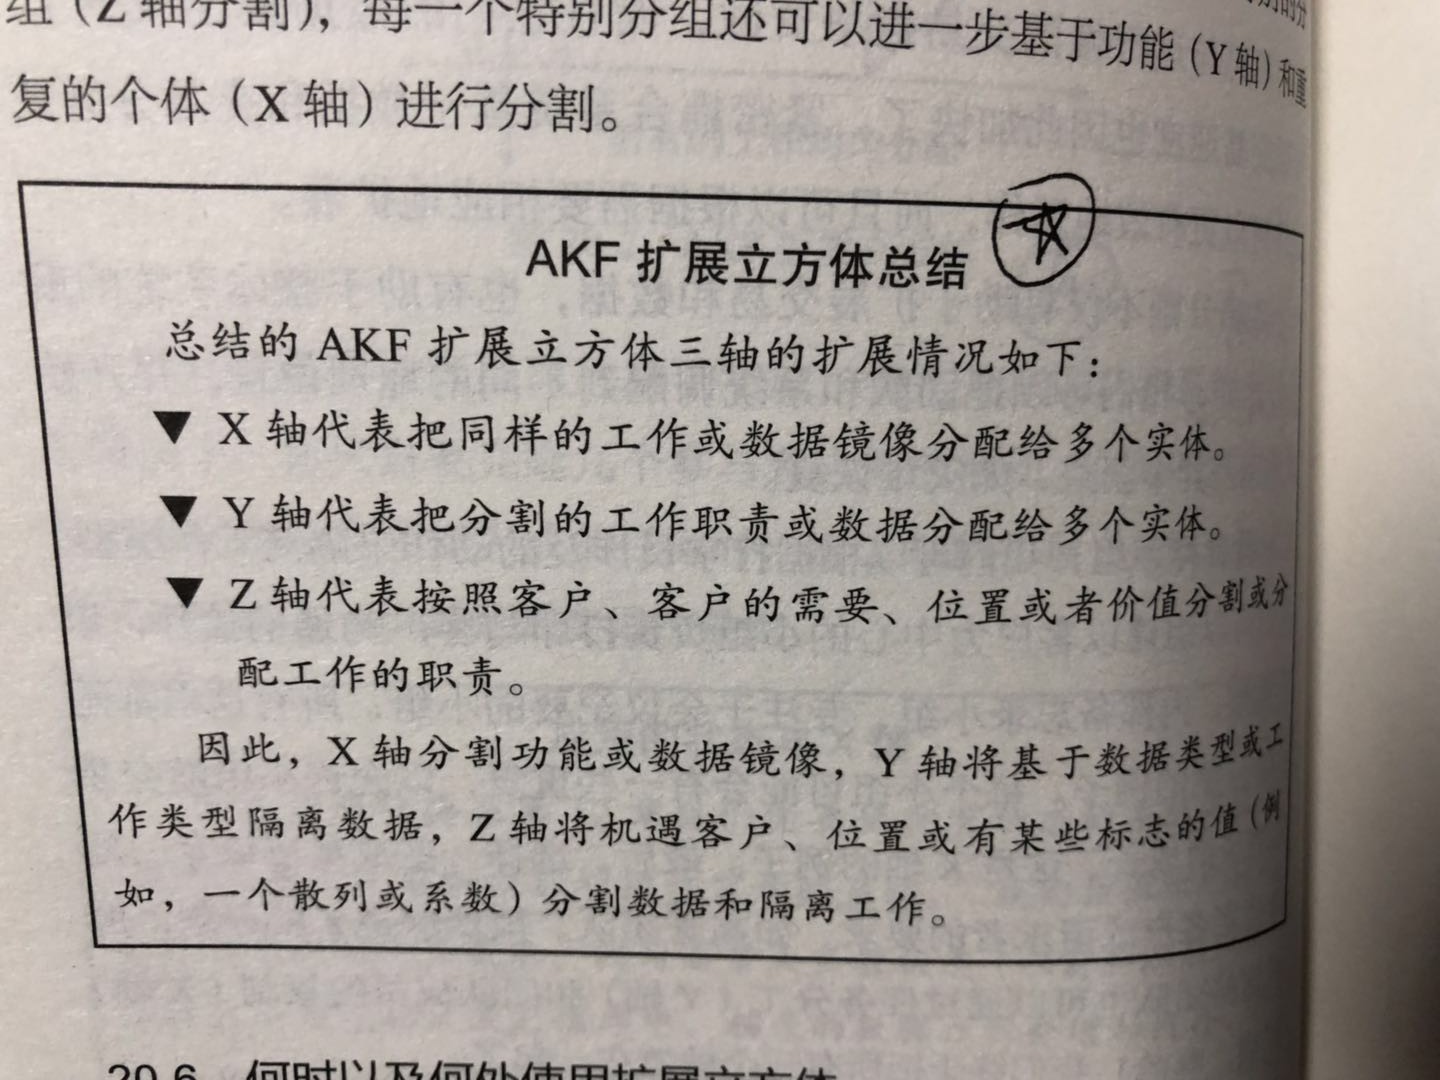 组（Z轴分割），每一个特别分组还可以进一步基于功能（Y轴）和重
复的个体（X轴）进行分割。
AKF 扩展立方体总结
总结的 AKF 扩展立方体三轴的扩展情况如下：
▼ X 轴代表把同样的工作或数据镜像分配给多个实体。
▼ Y 轴代表把分割的工作职责或数据分配给多个实体。
▼ Z 轴代表按照客户、客户的需要、位置或者价值分割或分
配工作的职责。
因此，X 轴分割功能或数据镜像，Y 轴将基于数据类型或工
作类型隔离数据，Z 轴将机遇客户、位置或有某些标志的值（例
如，一个散列或系数）分割数据和隔离工作。
20.6 何时以及何处使用扩展立方体